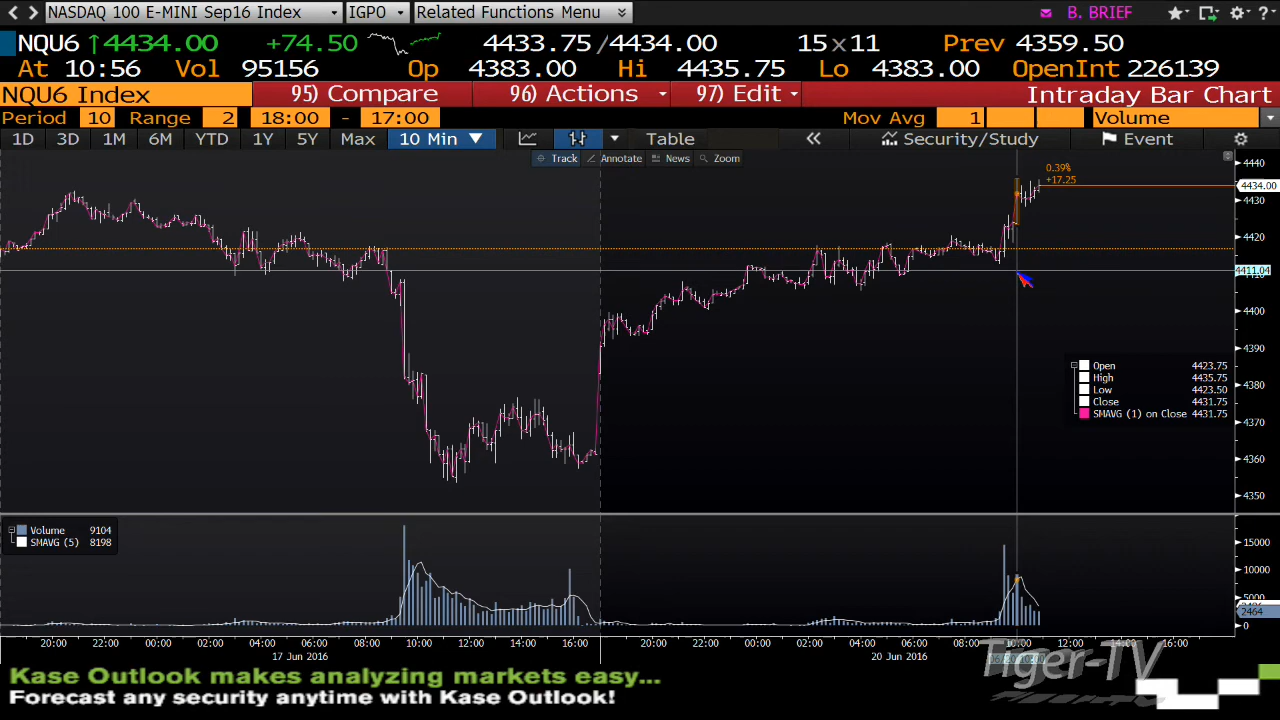 NASDAQ 100 E-MINI Sep16 Index IGPO Related Functions Menu B. BRIEF
NQU6 ↑4434.00 +74.50 4433.75/4434.00 15x11 Prev 4359.50
At 10:56 Vol 95156 Op 4383.00 Hi 4435.75 Lo 4383.00 OpenInt 226139
NQU6 Index 95) Compare 96) Actions 97) Edit Intraday Bar Chart
Period 10 Range 2 18:00 - 17:00 Mov Avg 1 Volume
1D 3D 1M 6M YTD 1Y 5Y Max 10 Min Table Security/Study Event
Track Annotate News Zoom
4440
0.39%
+17.25
4434.00
4430
4420
4411.04
4400
4390
4380
4370
4360
4350
Open 4423.75
High 4435.75
Low 4423.50
Close 4431.75
SMAVG (1) on Close 4431.75
Volume 9104
SMAVG (5) 8198
15000
10000
5000
2464
0
20:00 22:00 00:00 02:00 04:00 06:00 08:00 10:00 12:00 14:00 16:00 20:00 22:00 00:00 02:00 04:00 06:00 08:00 10:00 12:00 14:00 16:00
17 Jun 2016 20 Jun 2016
Tiger-TV
Kase Outlook makes analyzing markets easy...
Forecast any security anytime with Kase Outlook!